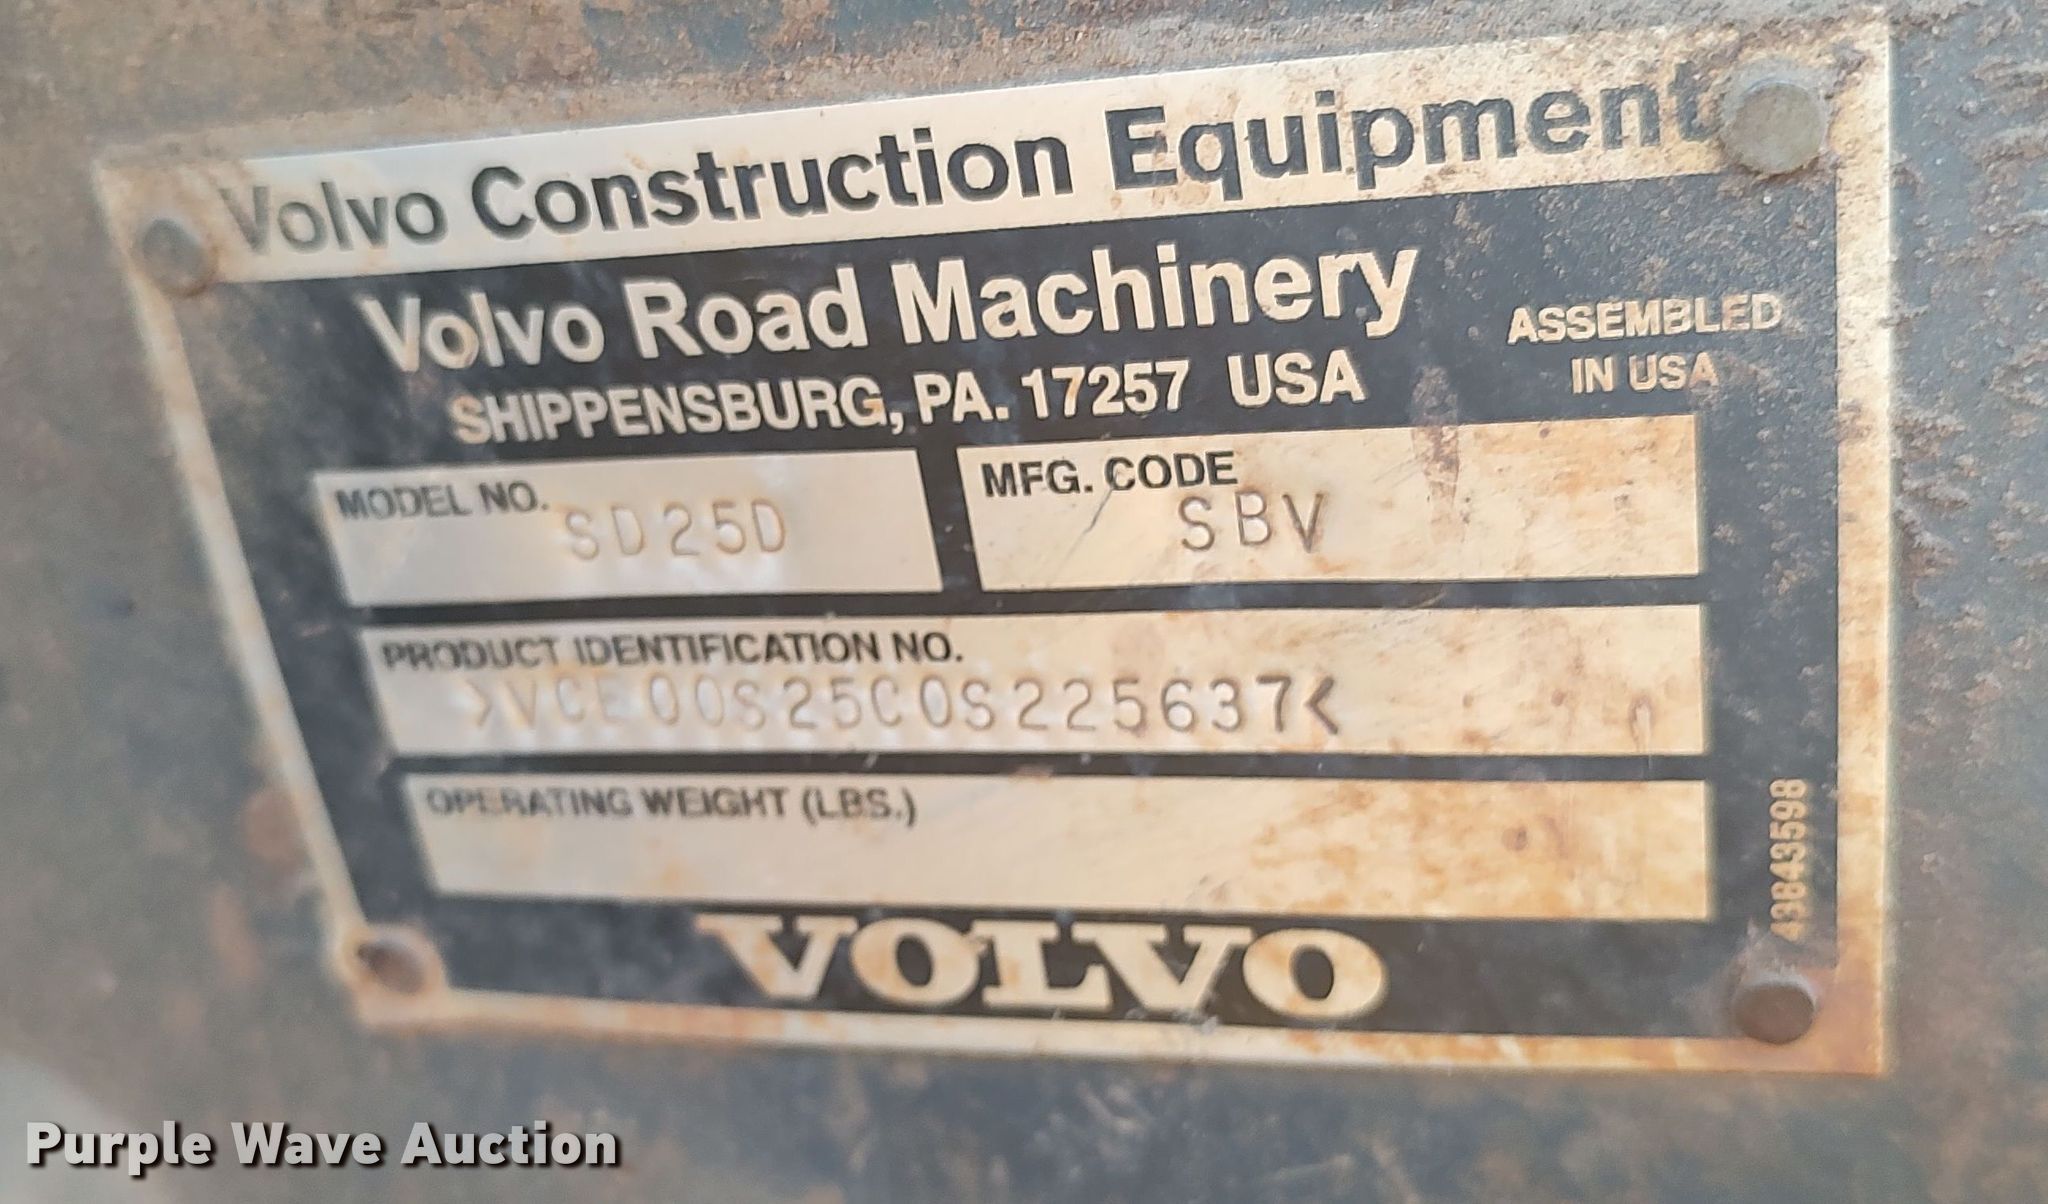 Volvo Construction Equipment
Volvo Road Machinery
SHIPPENSBURG, PA. 17257 USA
ASSEMBLED
IN USA
MODEL NO. SD25D
MFG. CODE SBV
PRODUCT IDENTIFICATION NO.
>VCE00S25C0S225637<
OPERATING WEIGHT (LBS.)
43843598
VOLVO
Purple Wave Auction